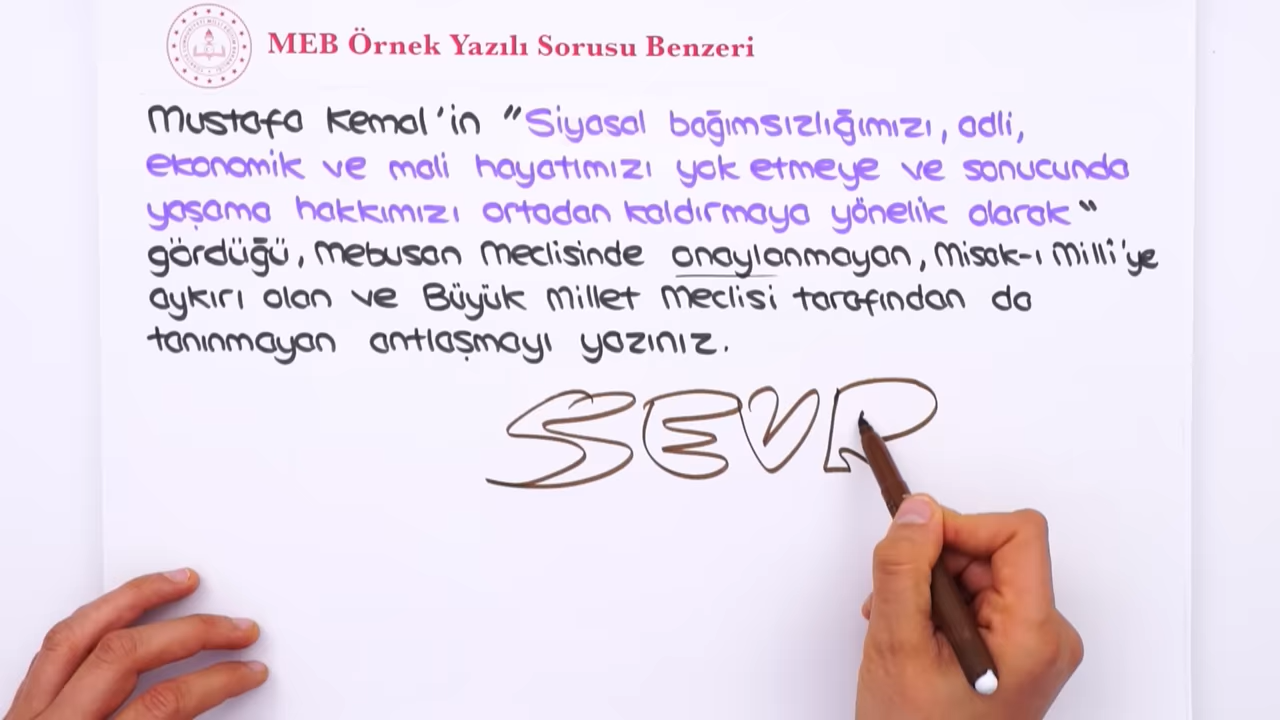 MEB Örnek Yazılı Sorusu Benzeri
Mustafa Kemal'in "Siyasal bağımsızlığımızı, adli,
ekonomik ve mali hayatımızı yok etmeye ve sonucunda
yaşama hakkımızı ortadan kaldırmaya yönelik olarak"
gördüğü, Mebusan Meclisinde onaylanmayan, Misak-ı Millî'ye
aykırı olan ve Büyük Millet Meclisi tarafından da
tanınmayan antlaşmayı yazınız.
SEVR